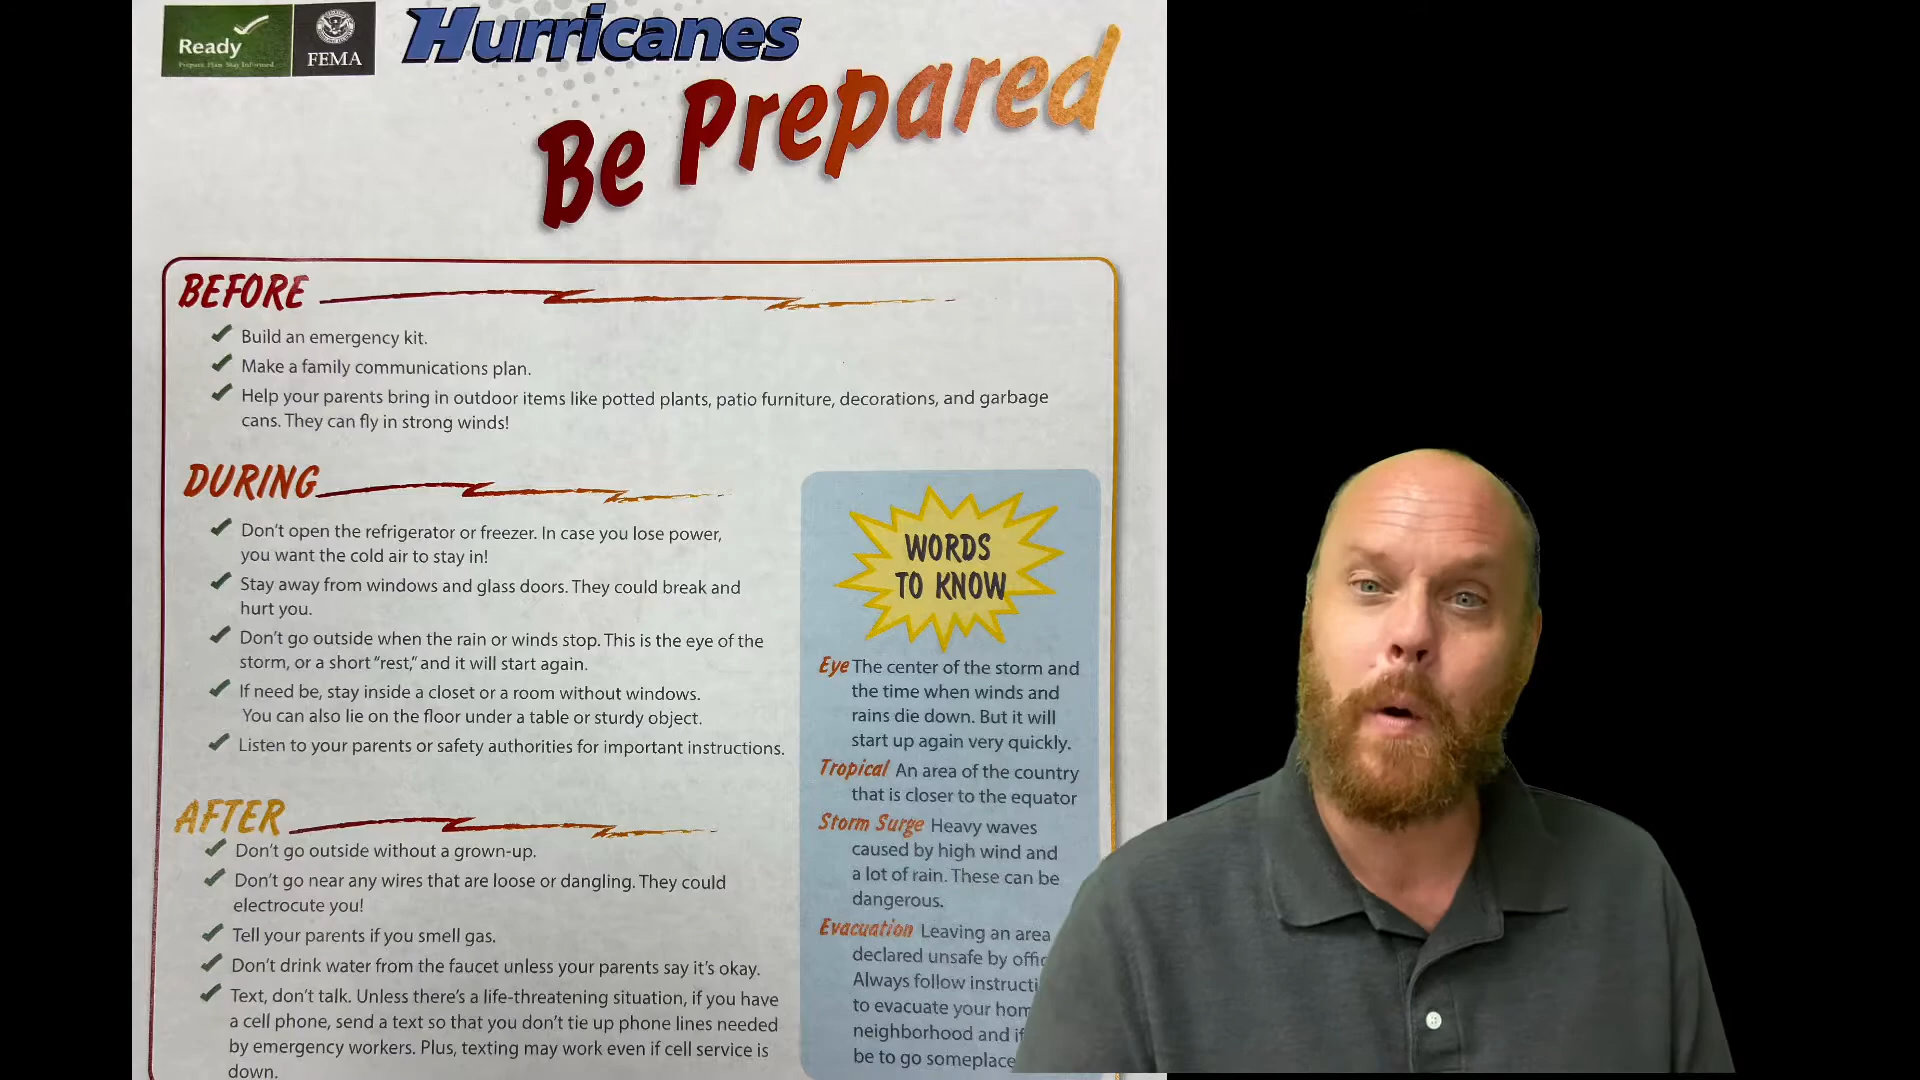 Ready
Prepare. Plan. Stay Informed.
FEMA
Hurricanes
Be Prepared
BEFORE
Build an emergency kit.
Make a family communications plan.
Help your parents bring in outdoor items like potted plants, patio furniture, decorations, and garbage
cans. They can fly in strong winds!
DURING
Don't open the refrigerator or freezer. In case you lose power,
you want the cold air to stay in!
Stay away from windows and glass doors. They could break and
hurt you.
Don't go outside when the rain or winds stop. This is the eye of the
storm, or a short "rest," and it will start again.
If need be, stay inside a closet or a room without windows.
You can also lie on the floor under a table or sturdy object.
Listen to your parents or safety authorities for important instructions.
AFTER
Don't go outside without a grown-up.
Don't go near any wires that are loose or dangling. They could
electrocute you!
Tell your parents if you smell gas.
Don't drink water from the faucet unless your parents say it's okay.
Text, don't talk. Unless there's a life-threatening situation, if you have
a cell phone, send a text so that you don't tie up phone lines needed
by emergency workers. Plus, texting may work even if cell service is
down.
WORDS
TO KNOW
Eye The center of the storm and
the time when winds and
rains die down. But it will
start up again very quickly.
Tropical An area of the country
that is closer to the equator
Storm Surge Heavy waves
caused by high wind and
a lot of rain. These can be
dangerous.
Evacuation Leaving an area
declared unsafe by
Always follow
to evacuate your
neighborhood and
be to go someplace